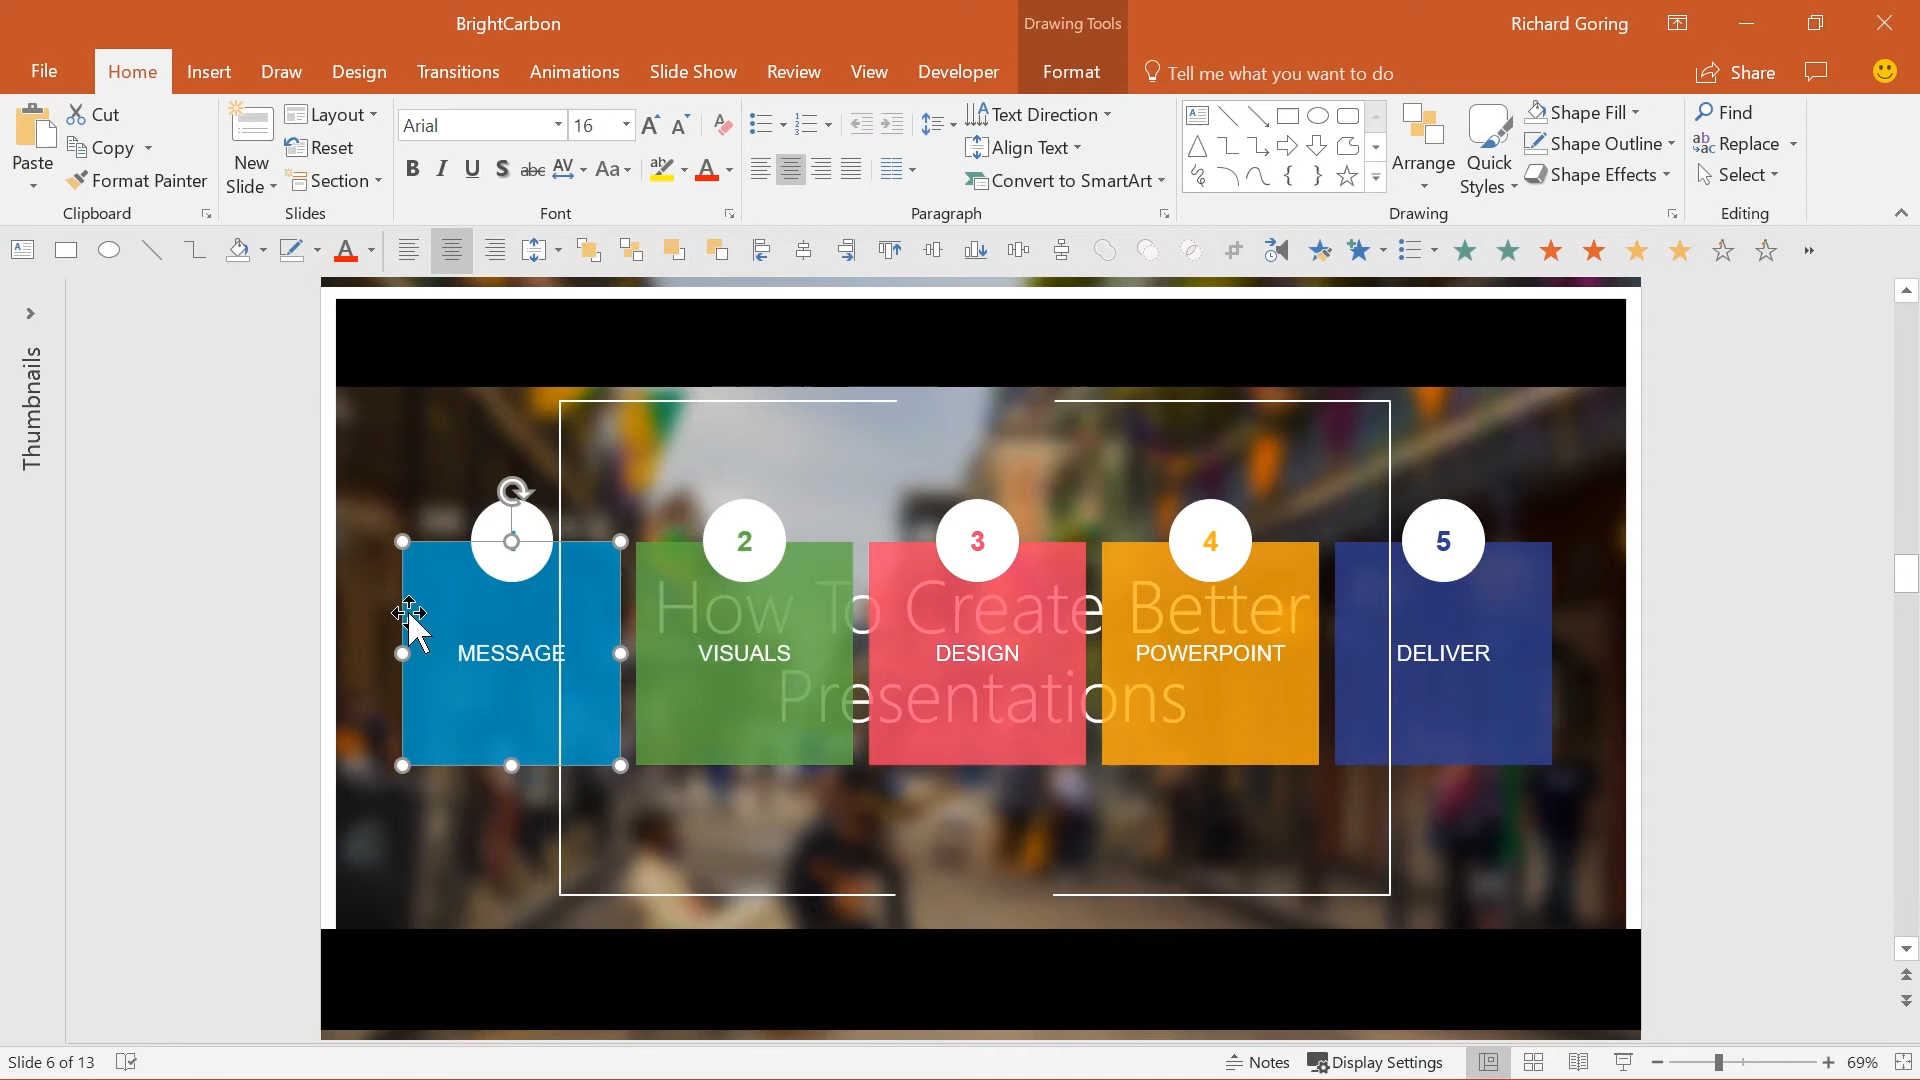 BrightCarbon
Drawing Tools
Richard Goring
File
Home
Insert
Draw
Design
Transitions
Animations
Slide Show
Review
View
Developer
Format
Tell me what you want to do
Share
Paste
Cut
Copy
Format Painter
Clipboard
New
Slide
Layout
Reset
Section
Slides
Arial
16
A A
B I U S abc AV Aa ab A
Font
Text Direction
Align Text
Convert to SmartArt
Paragraph
Arrange
Quick
Styles
Shape Fill
Shape Outline
Shape Effects
Drawing
Find
Replace
Select
Editing
Thumbnails
2
3
4
5
How To Create Better
Presentations
MESSAGE
VISUALS
DESIGN
POWERPOINT
DELIVER
Slide 6 of 13
Notes
Display Settings
69%